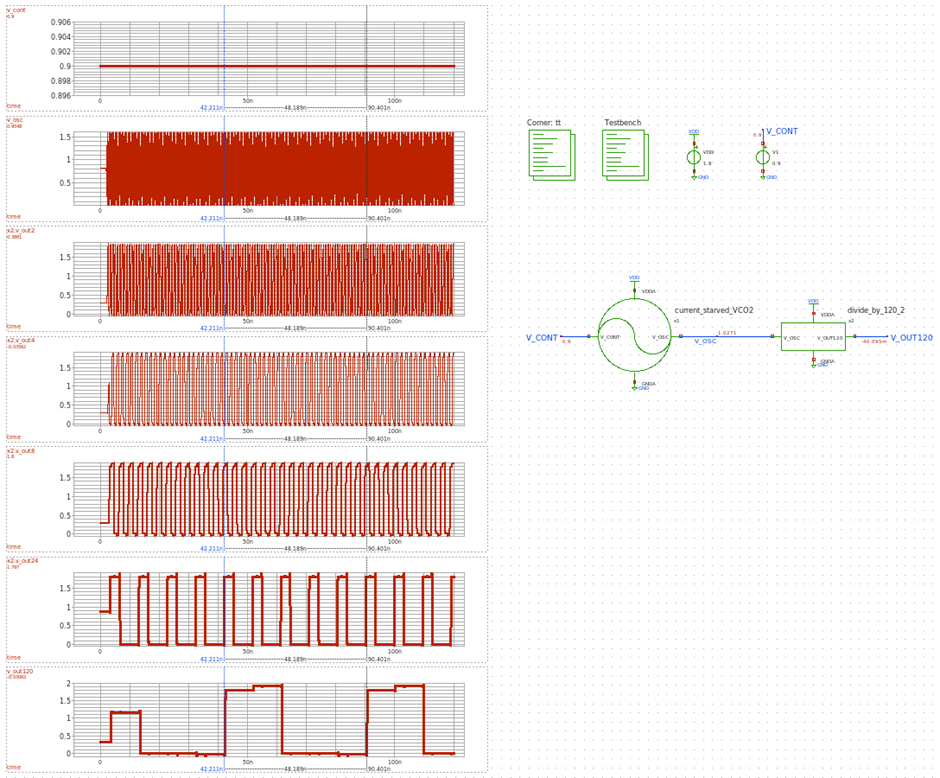 v_cont
0.9
0.906
0.904
0.902
0.9
0.898
0.896
time
0
50n
100n
42.211n
48.189n
90.401n
v_osc
1.5
1
0.5
time
0
50n
100n
42.211n
48.189n
90.401n
x2.v_out2
1.5
1
0.5
0
time
0
50n
100n
42.211n
48.189n
90.401n
x2.v_out4
1.5
1
0.5
0
time
0
50n
100n
42.211n
48.189n
90.401n
x2.v_out8
1.8
1.5
1
0.5
0
time
0
50n
100n
42.211n
48.189n
90.401n
x2.v_out24
1.797
1.5
1
0.5
0
time
0
50n
100n
42.211n
48.189n
90.401n
v_out120
2
1.5
1
0.5
0
time
0
50n
100n
42.211n
48.189n
90.401n
Corner: tt
Testbench
VDD
VDD
1.8
GND
0.9
V_CONT
V1
0.9
GND
VDD
VDDA
current_starved_VCO2
x1
V_CONT
0.9
V_CONT
V_OSC
1.0271
V_OSC
GNDA
GND
VDD
VDDA
divide_by_120_2
x2
V_OSC
V_OUT120
V_OUT120
-40.095m
GNDA
GND